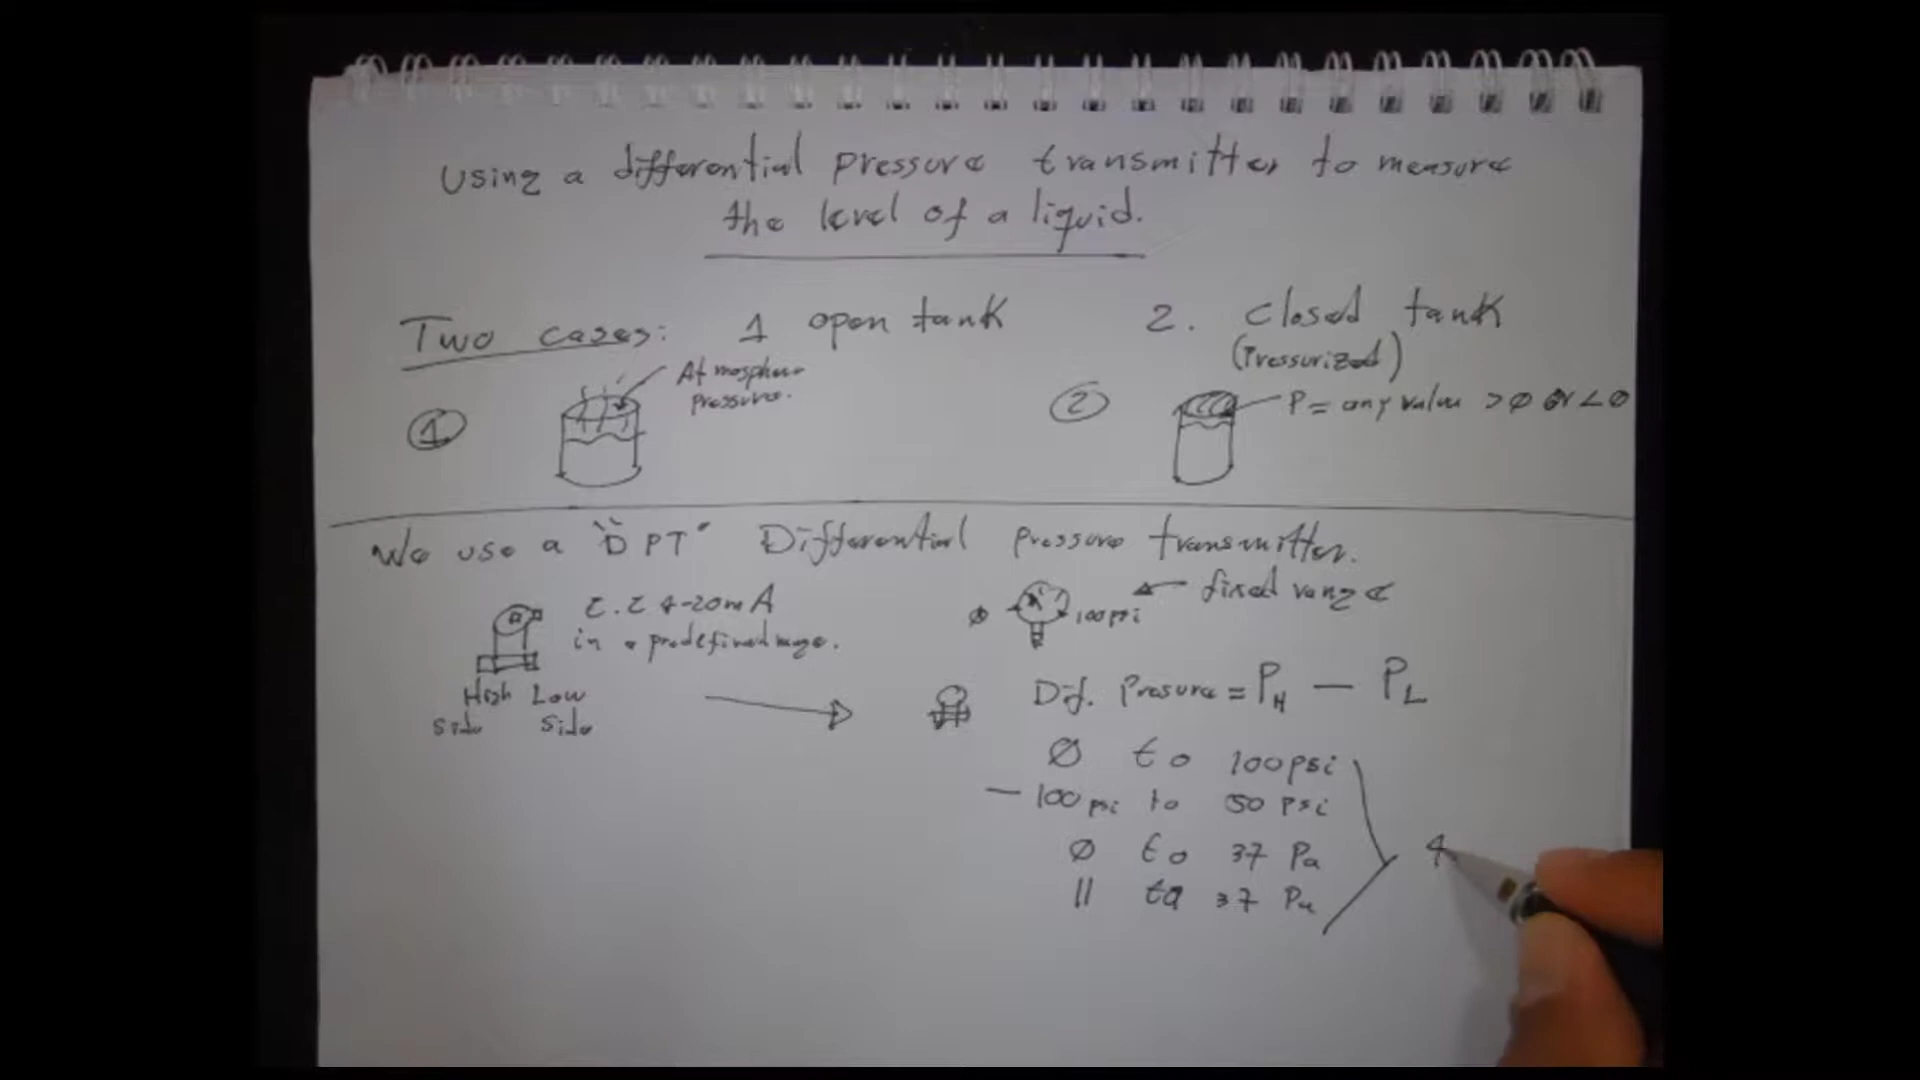 Using a differential pressure transmitter to measure
the level of a liquid.
Two cases: 1 open tank
2. Closed tank
(Pressurized)
Atmosphere
pressure.
1
2
P = any value > Ø or < Ø
We use a "DPT" Differential pressure transmitter.
4-20mA
in a predefined range.
High Low
Side Side
Ø 100psi
fixed range
Dif. Presure = PH − PL
Ø to 100psi
− 100 psi to 50 psi
Ø to 37 Pa
11 to 37 Pa
4